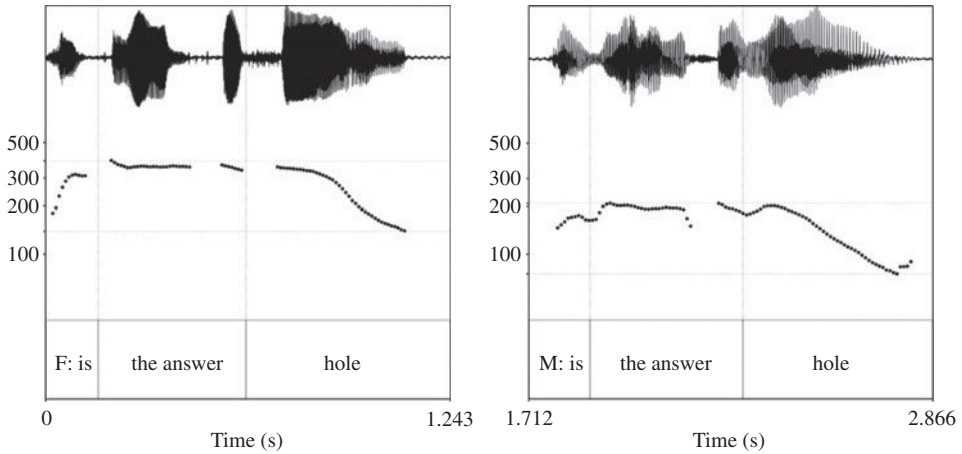 500
300
200
100
F: is the answer hole
0 1.243
Time (s)
500
300
200
100
M: is the answer hole
1.712 2.866
Time (s)